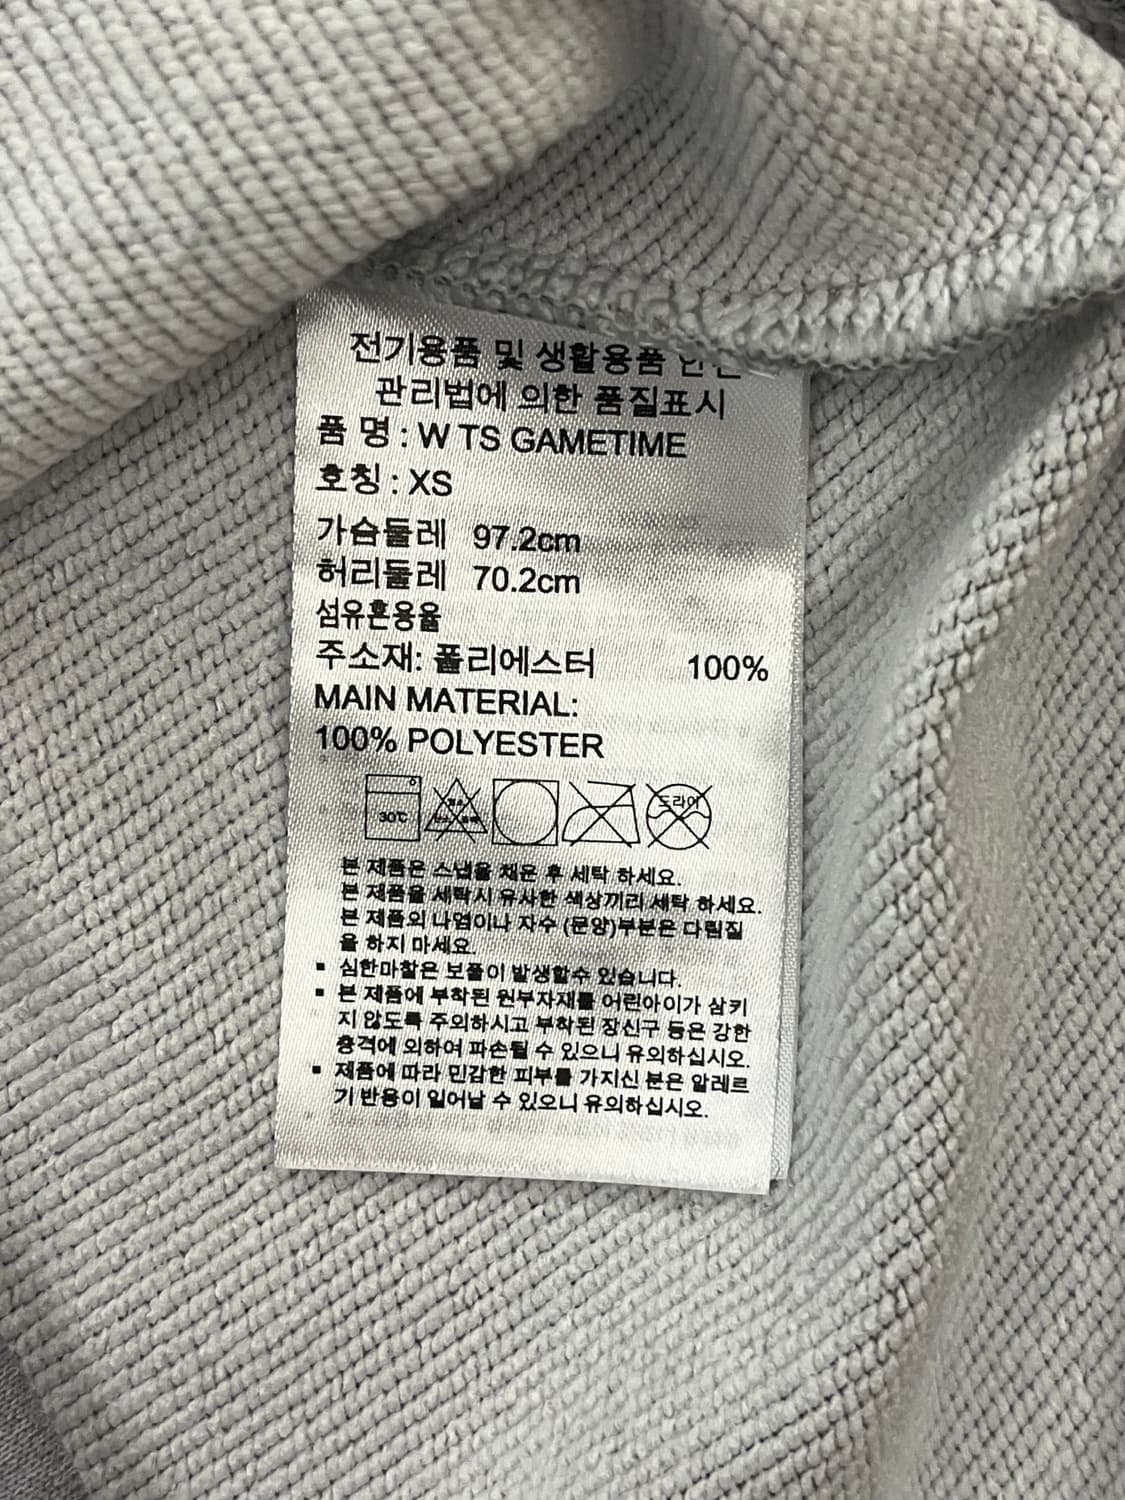 전기용품 및 생활용품
관리법에 의한 품질표시
품 명 : W TS GAMETIME
호칭 : XS
가슴둘레 97.2cm
허리둘레 70.2cm
섬유혼용율
주소재: 폴리에스터 100%
MAIN MATERIAL:
100% POLYESTER
30℃ 드라이
본 제품은 스냅을 채운 후 세탁 하세요.
본 제품을 세탁시 유사한 색상끼리 세탁 하세요.
본 제품의 나염이나 자수 (문양)부분은 다림질
을 하지 마세요.
▪ 심한마찰은 보풀이 발생할수 있습니다.
▪ 본 제품에 부착된 원부자재를 어린아이가 삼키
지 않도록 주의하시고 부착된 장신구 등은 강한
충격에 의하여 파손될 수 있으니 유의하십시오.
▪ 제품에 따라 민감한 피부를 가지신 분은 알레르
기 반응이 일어날 수 있오니 유의하십시오.